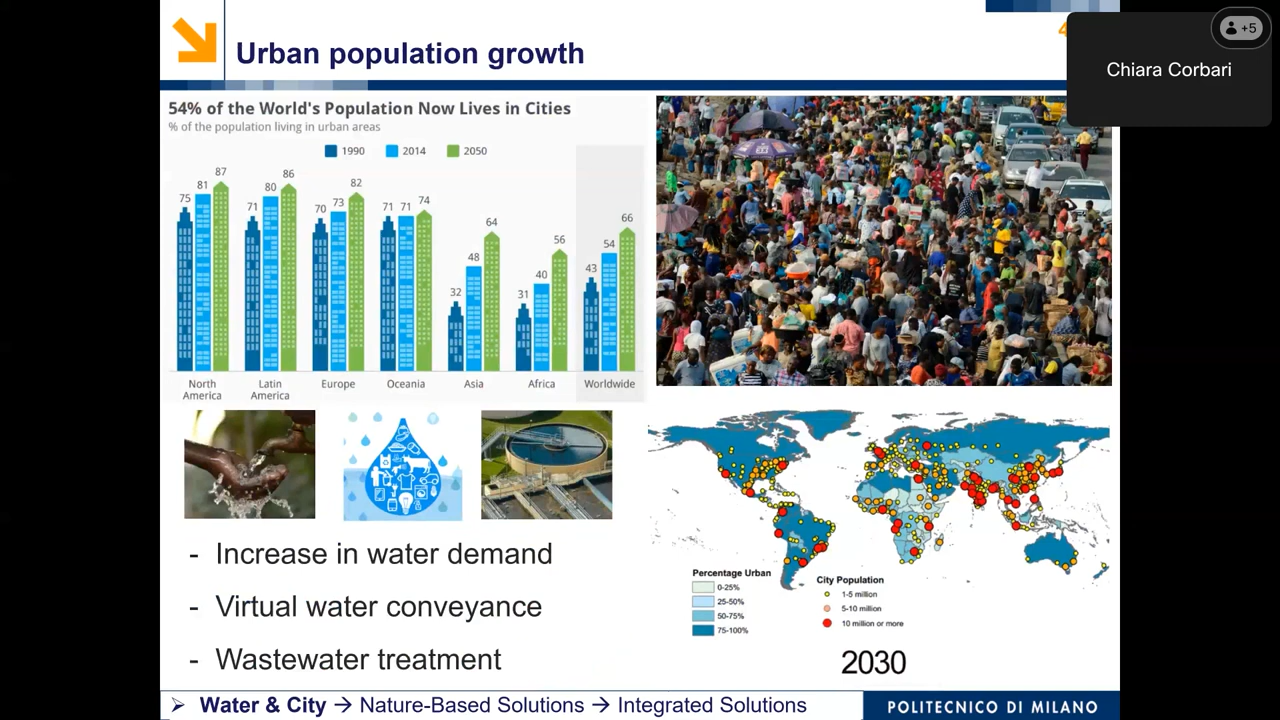 Urban population growth
4
+5
Chiara Corbari
54% of the World's Population Now Lives in Cities
% of the population living in urban areas
1990 2014 2050
75 81 87
71 80 86
70 73 82
71 71 74
32 48 64
31 40 56
43 54 66
North America
Latin America
Europe
Oceania
Asia
Africa
Worldwide
- Increase in water demand
- Virtual water conveyance
- Wastewater treatment
Percentage Urban
0-25%
25-50%
50-75%
75-100%
City Population
1-5 million
5-10 million
10 million or more
2030
➢ Water & City → Nature-Based Solutions → Integrated Solutions
POLITECNICO DI MILANO